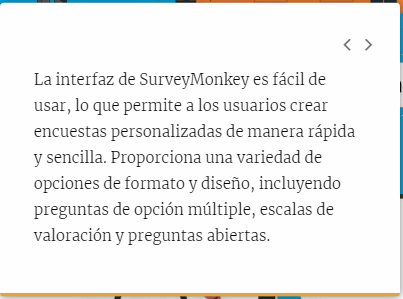 La interfaz de SurveyMonkey es fácil de
usar, lo que permite a los usuarios crear
encuestas personalizadas de manera rápida
y sencilla. Proporciona una variedad de
opciones de formato y diseño, incluyendo
preguntas de opción múltiple, escalas de
valoración y preguntas abiertas.